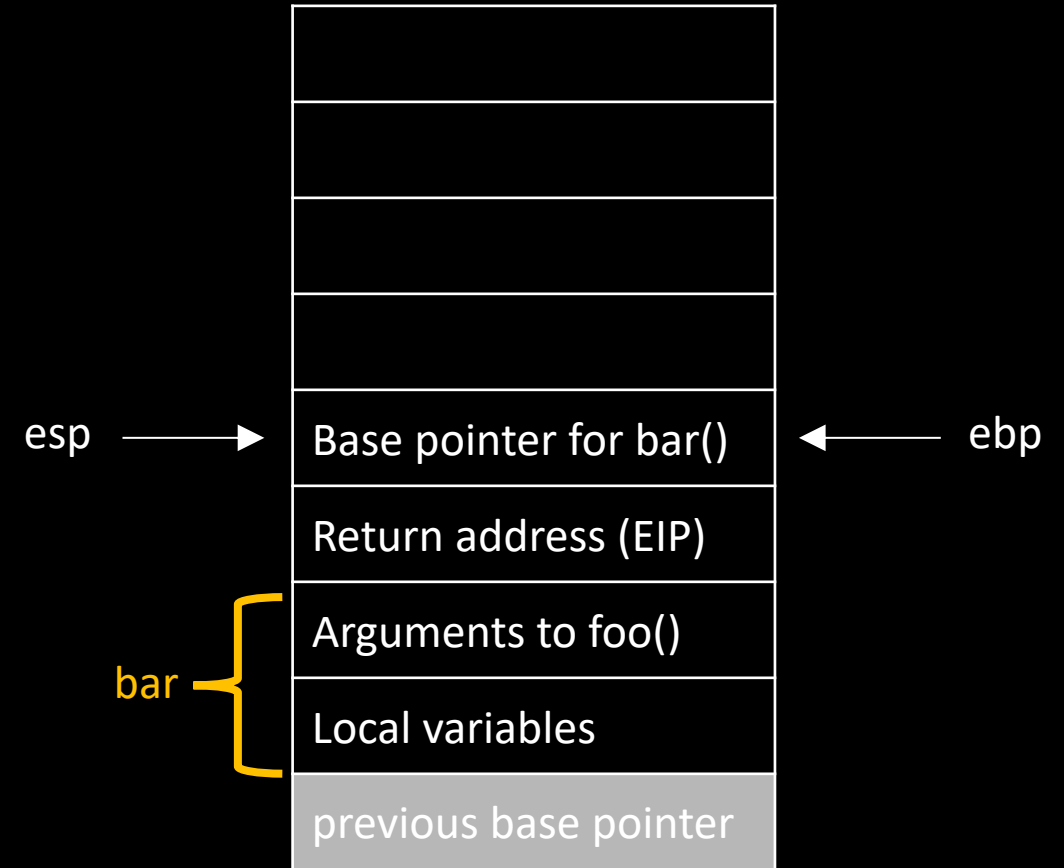 esp
Base pointer for bar()
ebp
Return address (EIP)
Arguments to foo()
bar
Local variables
previous base pointer